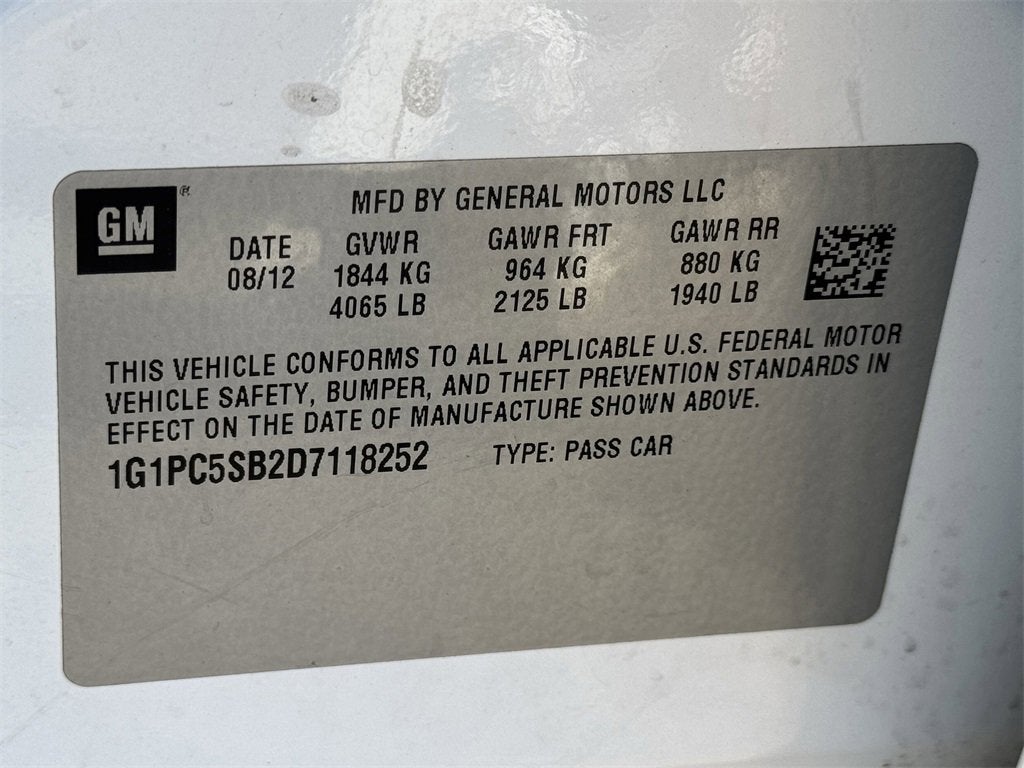 GM ®
MFD BY GENERAL MOTORS LLC
DATE GVWR GAWR FRT GAWR RR
08/12 1844 KG 964 KG 880 KG
4065 LB 2125 LB 1940 LB
THIS VEHICLE CONFORMS TO ALL APPLICABLE U.S. FEDERAL MOTOR
VEHICLE SAFETY, BUMPER, AND THEFT PREVENTION STANDARDS IN
EFFECT ON THE DATE OF MANUFACTURE SHOWN ABOVE.
1G1PC5SB2D7118252 TYPE: PASS CAR